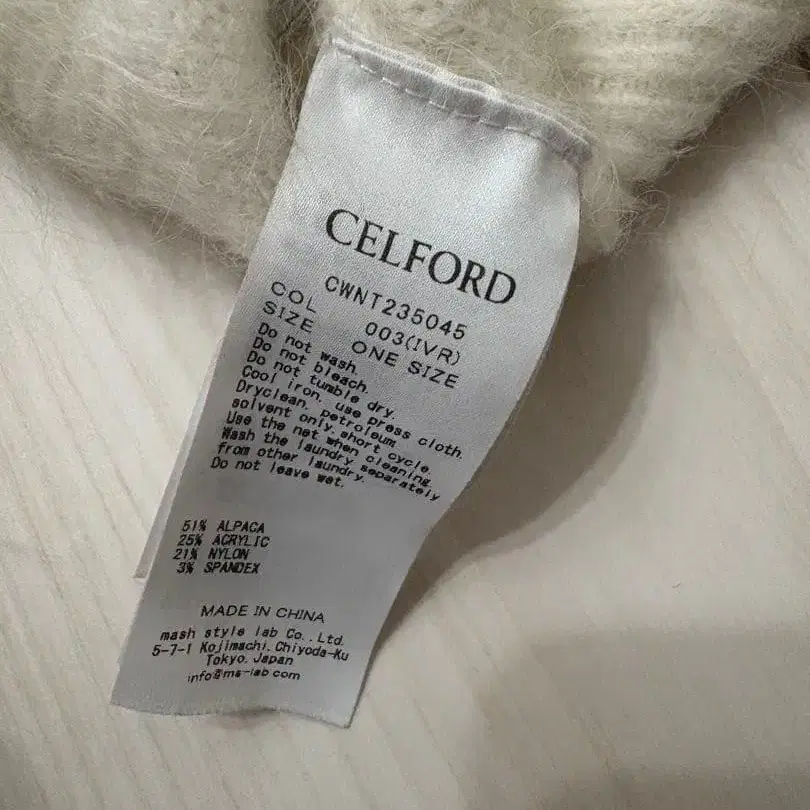 CELFORD
CWNT235045
COL 003(IVR)
SIZE ONE SIZE
Do not wash.
Do not bleach.
Do not tumble dry.
Cool iron. use press cloth.
Dryclean. petroleum
solvent only. short cycle.
Use the net when cleaning.
Wash the laundry separately
from other laundry.
Do not leave wet.
51% ALPACA
25% ACRYLIC
21% NYLON
3% SPANDEX
MADE IN CHINA
mash style lab Co.,Ltd.
5-7-1 Kojimachi.Chiyoda-Ku
Tokyo.Japan
info@ms-lab.com